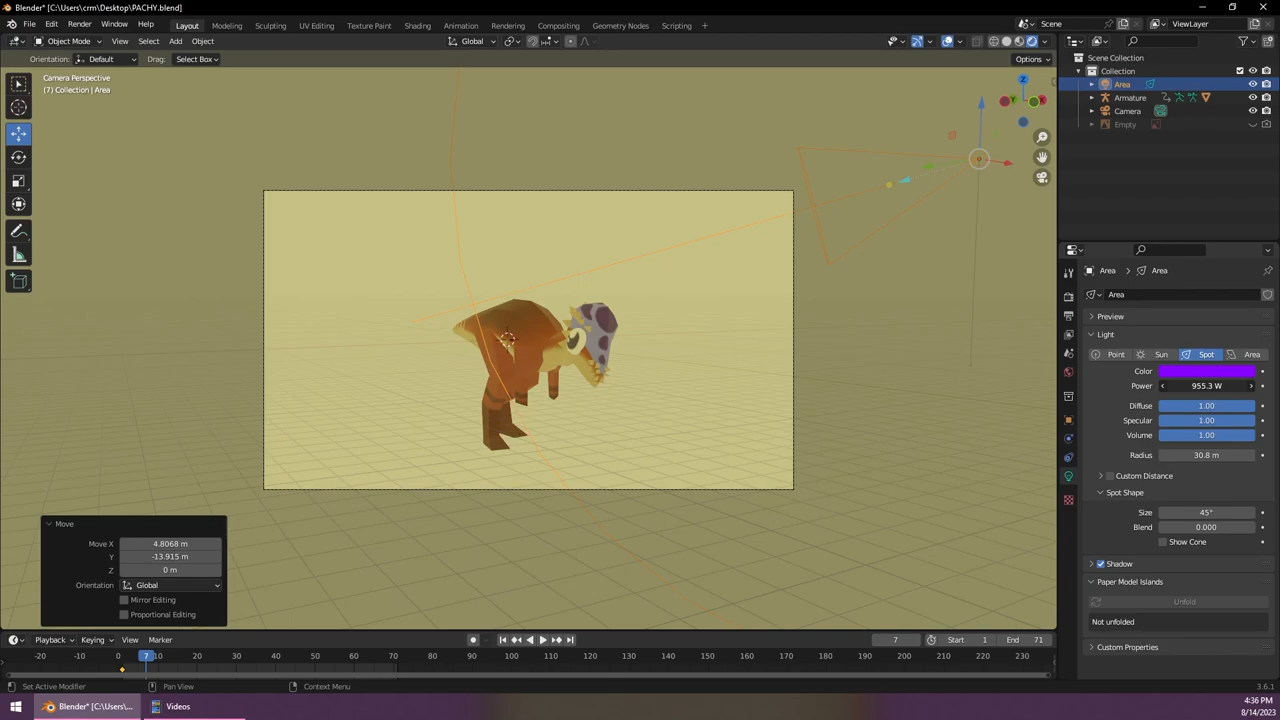 Blender* [C:\Users\crm\Desktop\PACHY.blend]
File Edit Render Window Help
Layout Modeling Sculpting UV Editing Texture Paint Shading Animation Rendering Compositing Geometry Nodes Scripting +
Scene
ViewLayer
Object Mode View Select Add Object
Global
Orientation: Default Drag: Select Box
Options
Camera Perspective
(7) Collection | Area
Z
Y
X
Scene Collection
Collection
Area
Armature
Camera
Empty
Area > Area
Area
Preview
Light
Point Sun Spot Area
Color
Power 955.3 W
Diffuse 1.00
Specular 1.00
Volume 1.00
Radius 30.8 m
Custom Distance
Spot Shape
Size 45°
Blend 0.000
Show Cone
Shadow
Paper Model Islands
Unfold
Not unfolded
Custom Properties
Move
Move X 4.8068 m
Y -13.915 m
Z 0 m
Orientation Global
Mirror Editing
Proportional Editing
Playback Keying View Marker
7 Start 1 End 71
-20 -10 0 7 10 20 30 40 50 60 70 80 90 100 110 120 130 140 150 160 170 180 190 200 210 220 230
Set Active Modifier Pan View Context Menu
3.6.1
Blender* [C:\Users\... Videos
4:36 PM
8/14/2023